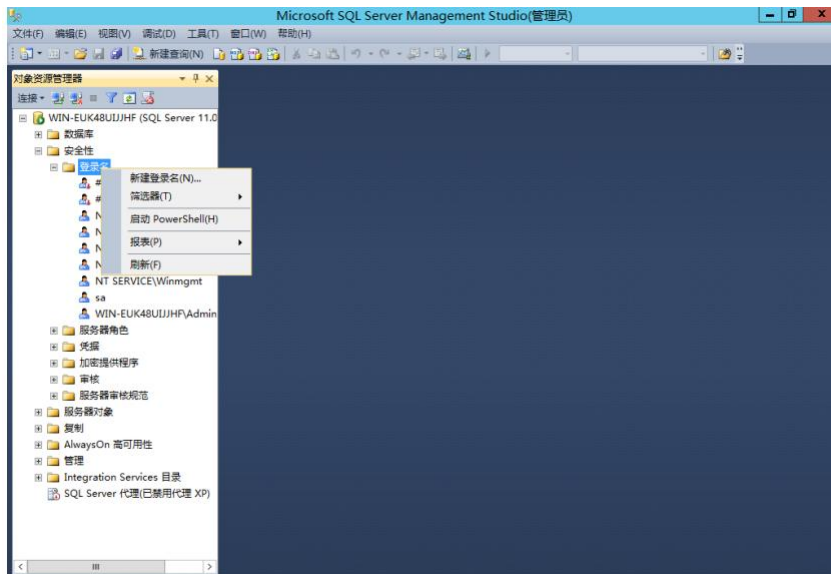 Microsoft SQL Server Management Studio(管理员)
文件(F) 编辑(E) 视图(V) 调试(D) 工具(T) 窗口(W) 帮助(H)
新建查询(N)
对象资源管理器
连接
WIN-EUK48UIJJHF (SQL Server 11.0
数据库
安全性
登录名
新建登录名(N)...
筛选器(T)
启动 PowerShell(H)
报表(P)
刷新(F)
#
#
N
N
N
N
NT SERVICE\Winmgmt
sa
WIN-EUK48UIJJHF\Admin
服务器角色
凭据
加密提供程序
审核
服务器审核规范
服务器对象
复制
AlwaysOn 高可用性
管理
Integration Services 目录
SQL Server 代理(已禁用代理 XP)